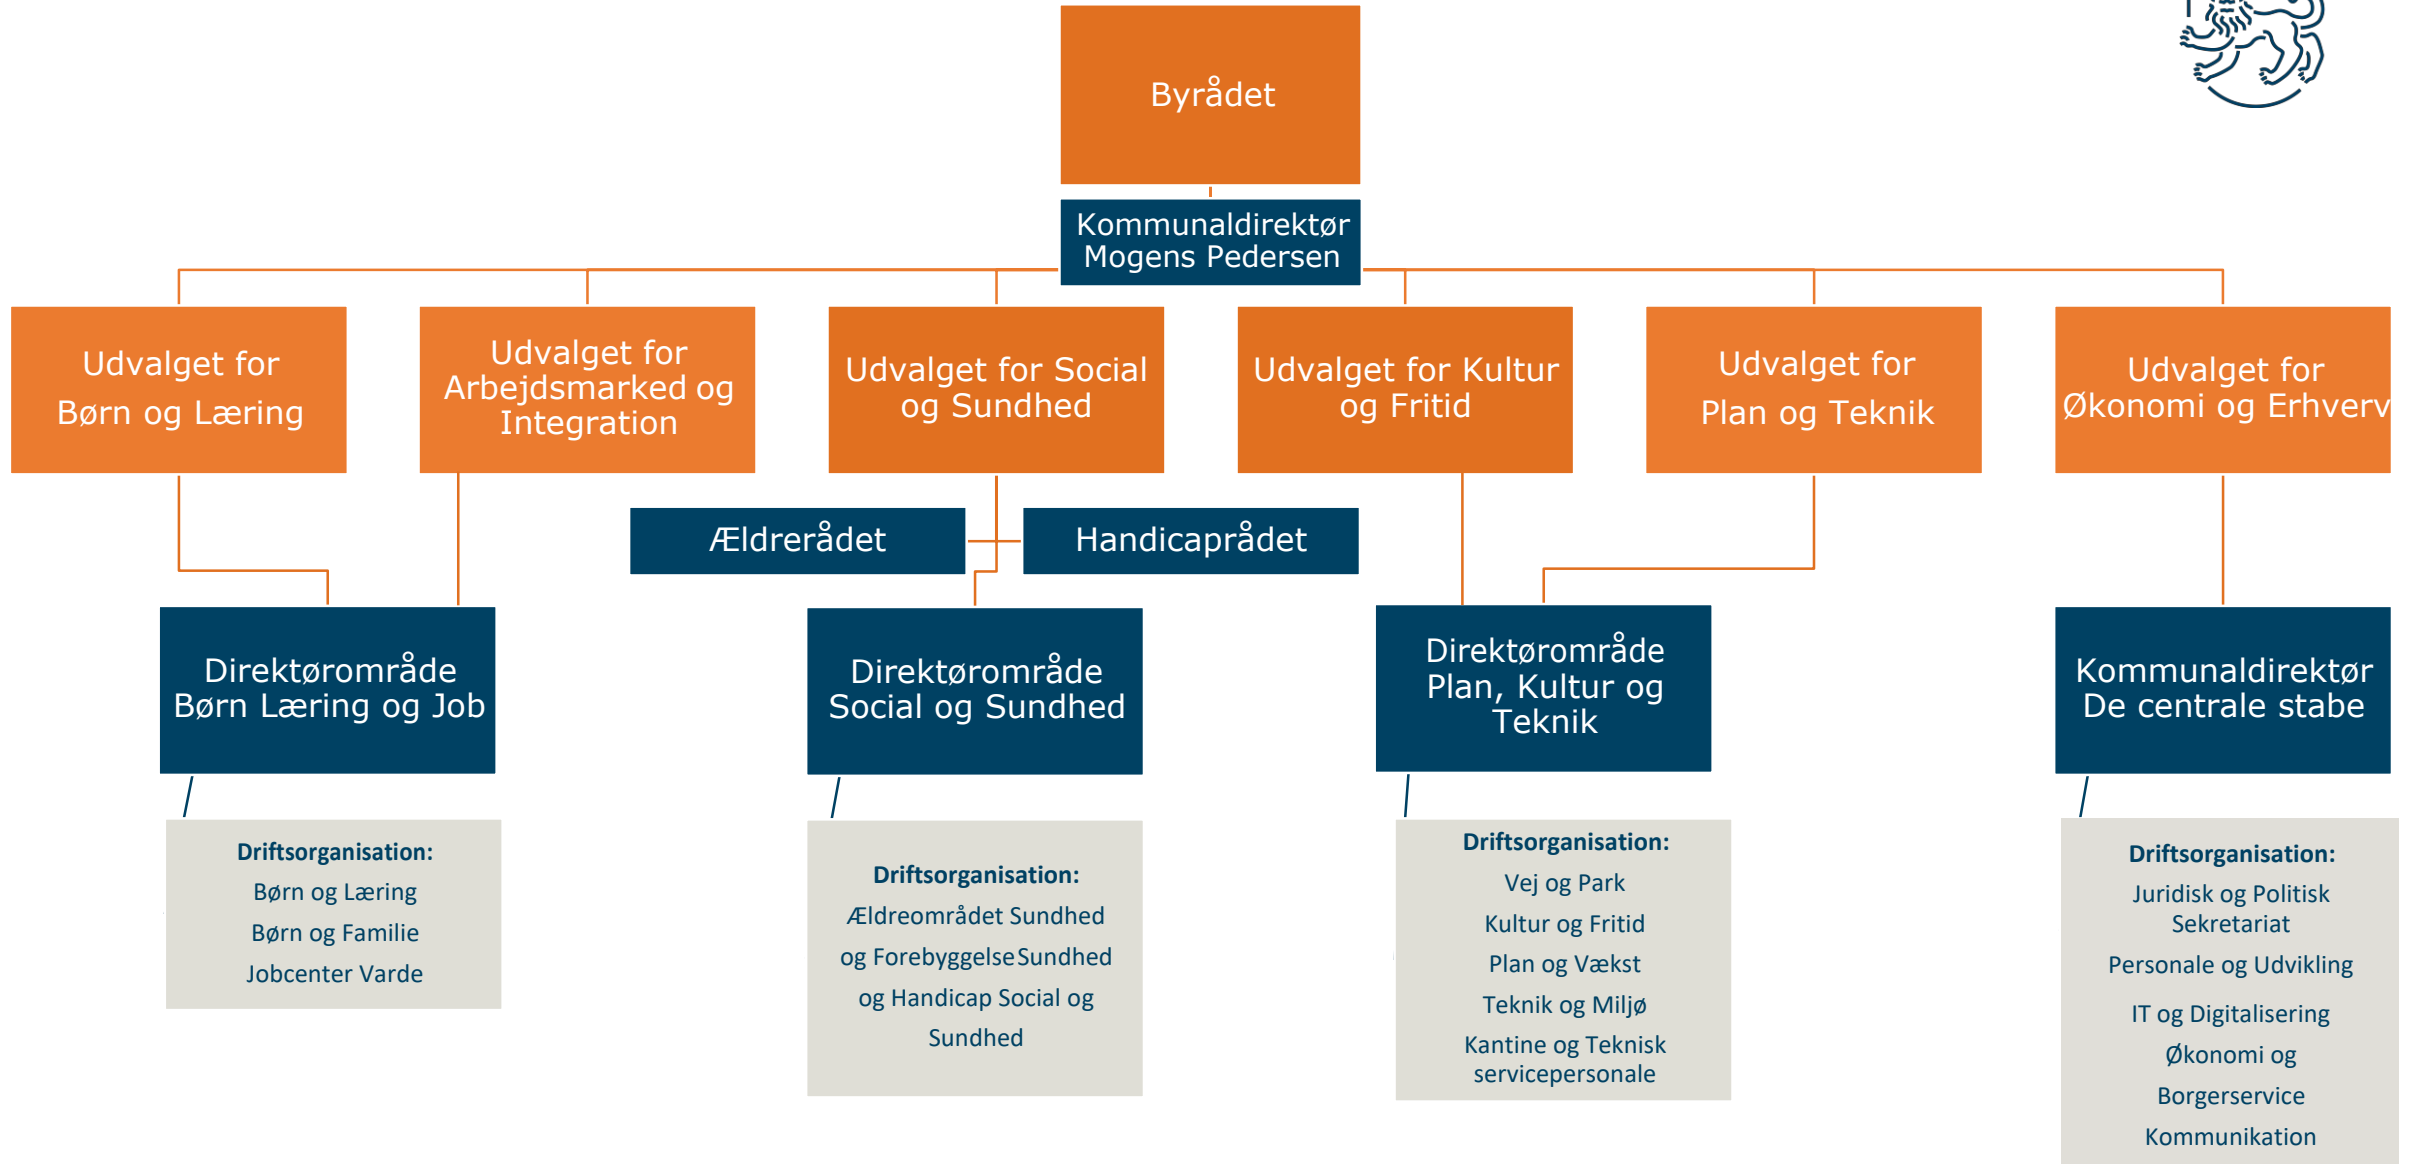 Byrådet
Kommunaldirektør
Mogens Pedersen
Udvalget for
Børn og Læring
Udvalget for
Arbejdsmarked og
Integration
Udvalget for Social
og Sundhed
Udvalget for Kultur
og Fritid
Udvalget for
Plan og Teknik
Udvalget for
Økonomi og Erhverv
Ældrerådet
Handicaprådet
Direktørområde
Børn Læring og Job
Direktørområde
Social og Sundhed
Direktørområde
Plan, Kultur og
Teknik
Kommunaldirektør
De centrale stabe
Driftsorganisation:
Børn og Læring
Børn og Familie
Jobcenter Varde
Driftsorganisation:
Ældreområdet Sundhed
og Forebyggelse Sundhed
og Handicap Social og
Sundhed
Driftsorganisation:
Vej og Park
Kultur og Fritid
Plan og Vækst
Teknik og Miljø
Kantine og Teknisk
servicepersonale
Driftsorganisation:
Juridisk og Politisk
Sekretariat
Personale og Udvikling
IT og Digitalisering
Økonomi og
Borgerservice
Kommunikation